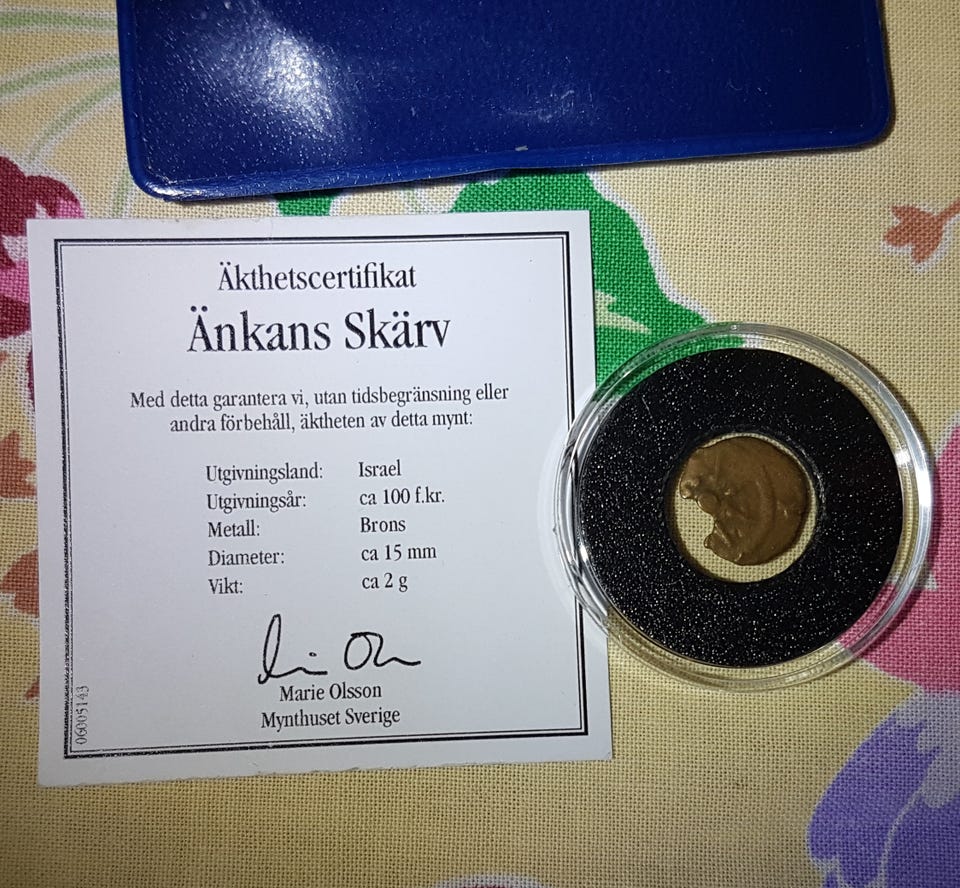 Äkthetscertifikat
Änkans Skärv
Med detta garantera vi, utan tidsbegränsning eller
andra förbehåll, äktheten av detta mynt:
Utgivningsland: Israel
Utgivningsår: ca 100 f.kr.
Metall: Brons
Diameter: ca 15 mm
Vikt: ca 2 g
Marie Olsson
Mynthuset Sverige
06005143